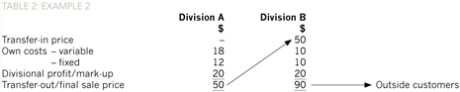 TABLE 2: EXAMPLE 2
Division A Division B
$ $
Transfer-in price – 50
Own costs – variable 18 10
– fixed 12 10
Divisional profit/mark-up 20 20
Transfer-out/final sale price 50 90 Outside customers